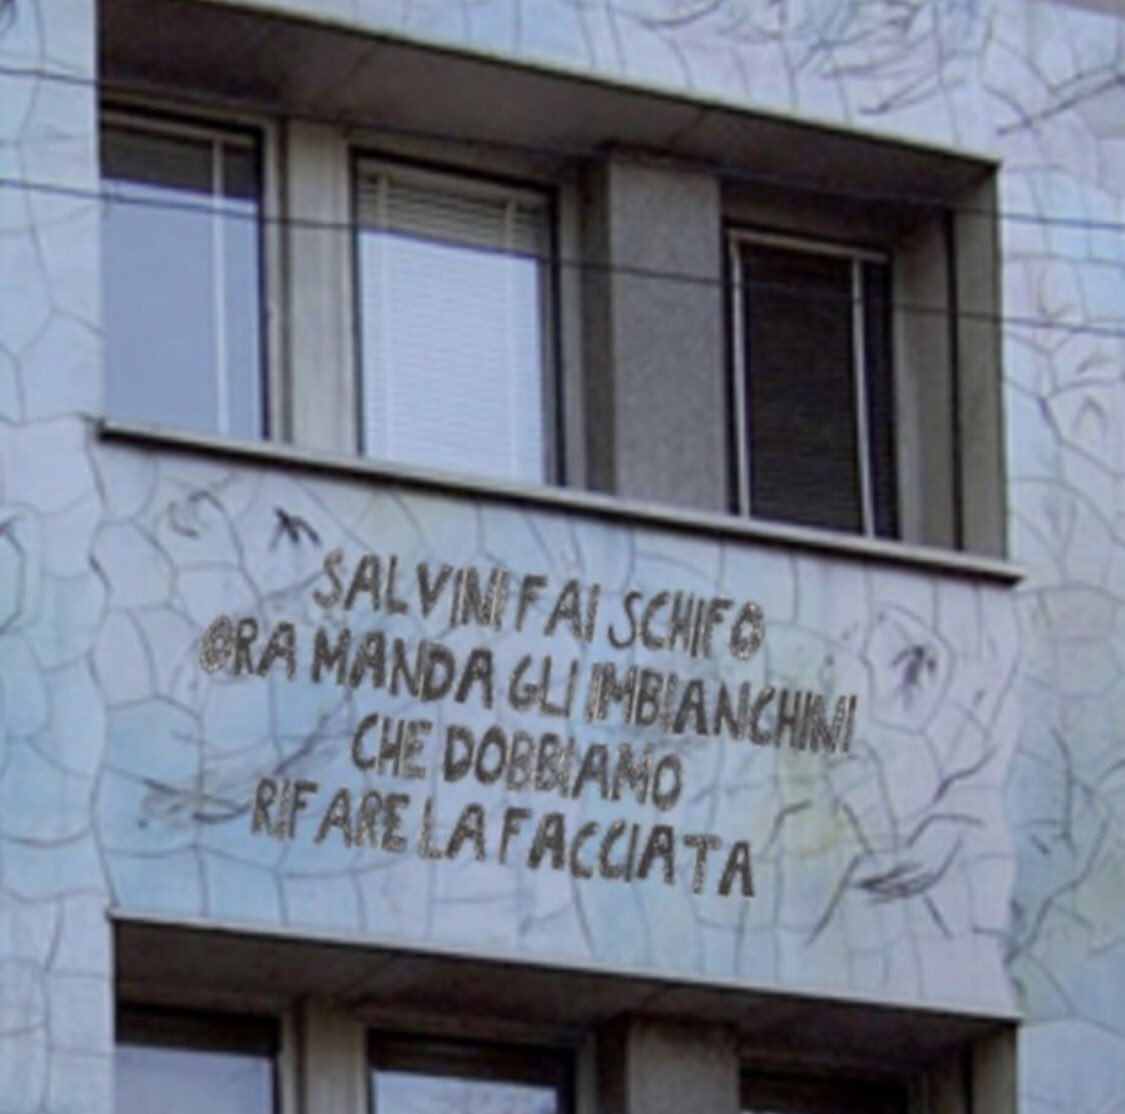 SALVINI FAI SCHIFO
ORA MANDA GLI IMBIANCHINI
CHE DOBBIAMO
RIFARE LA FACCIATA